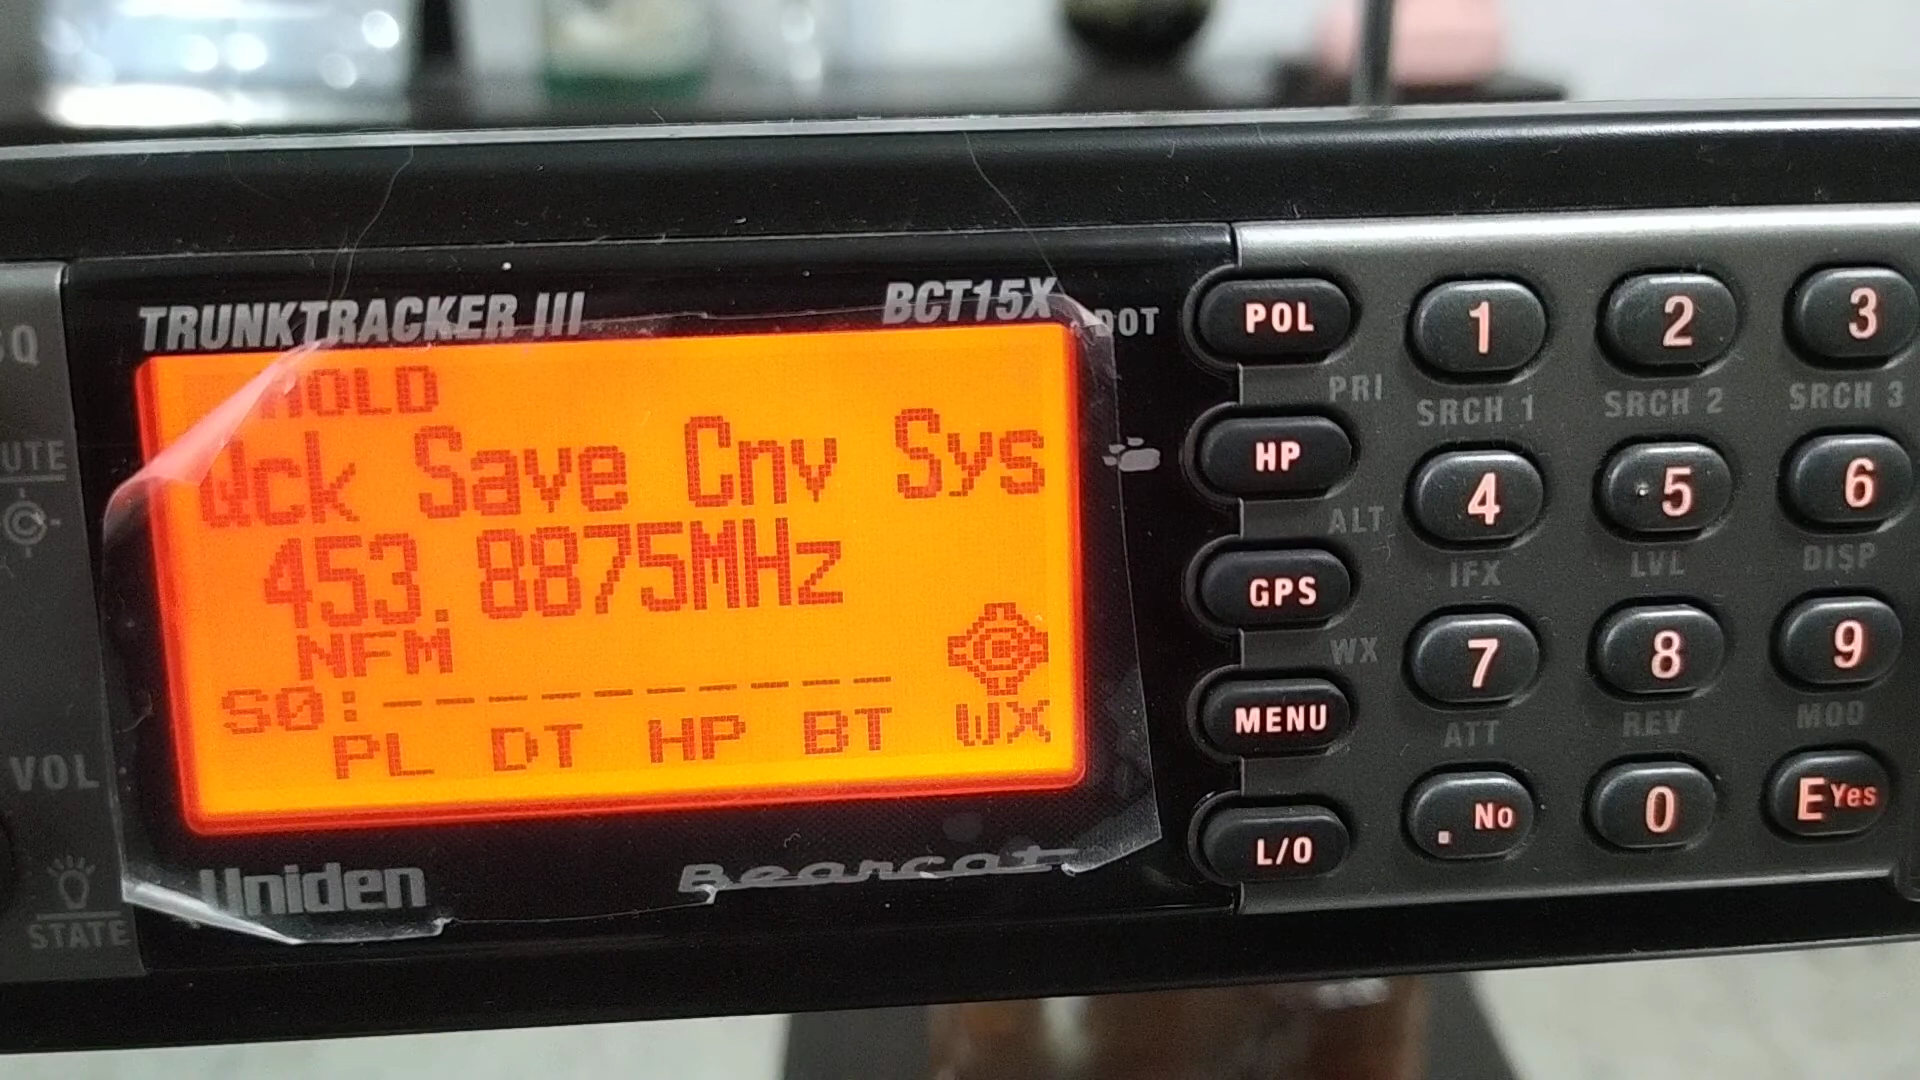 TRUNKTRACKER III
BCT15X
HOLD
Qck Save Cnv Sys
453.8875MHz
NFM
S0:
PL DT HP BT WX
Uniden
Bearcat
VOL
STATE
POL
PRI
HP
ALT
GPS
WX
MENU
L/O
1 2 3
SRCH 1 SRCH 2 SRCH 3
4 5 6
IFX LVL DISP
7 8 9
ATT REV MOD
. No 0 E Yes